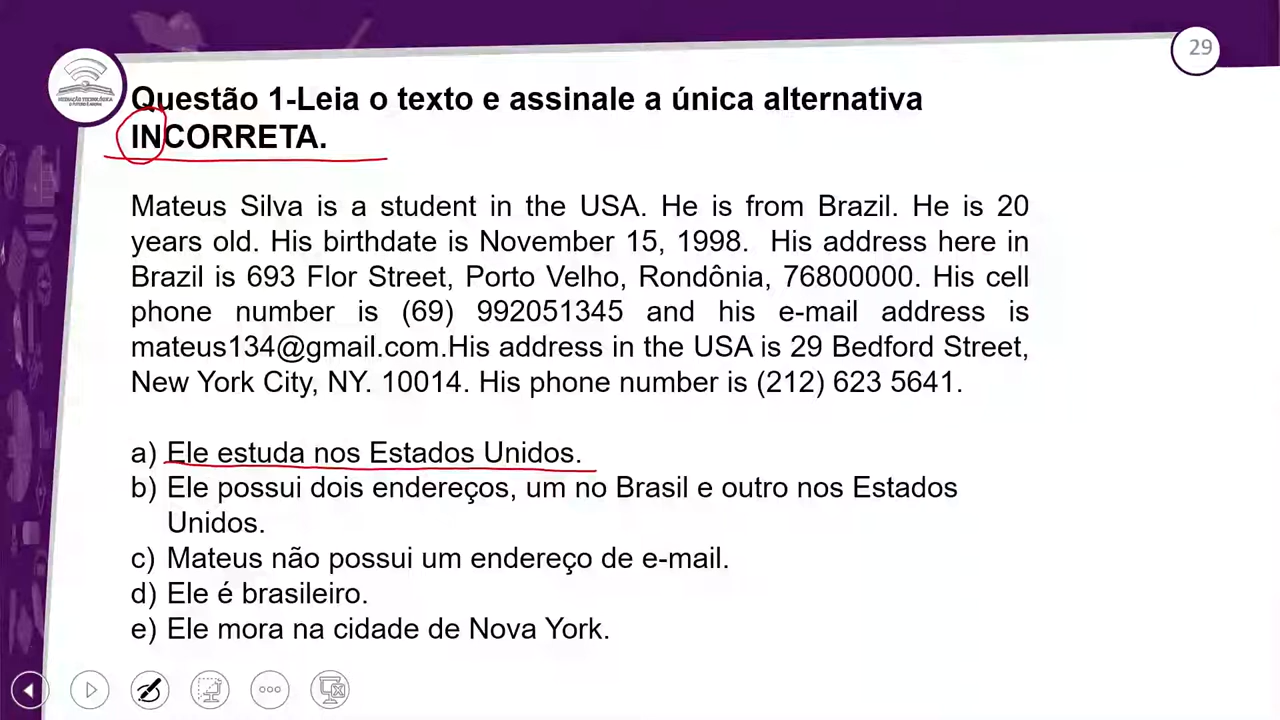 29
Questão 1-Leia o texto e assinale a única alternativa
INCORRETA.
Mateus Silva is a student in the USA. He is from Brazil. He is 20
years old. His birthdate is November 15, 1998.  His address here in
Brazil is 693 Flor Street, Porto Velho, Rondônia, 76800000. His cell
phone number is (69) 992051345 and his e-mail address is
mateus134@gmail.com.His address in the USA is 29 Bedford Street,
New York City, NY. 10014. His phone number is (212) 623 5641.
a) Ele estuda nos Estados Unidos.
b) Ele possui dois endereços, um no Brasil e outro nos Estados
Unidos.
c) Mateus não possui um endereço de e-mail.
d) Ele é brasileiro.
e) Ele mora na cidade de Nova York.